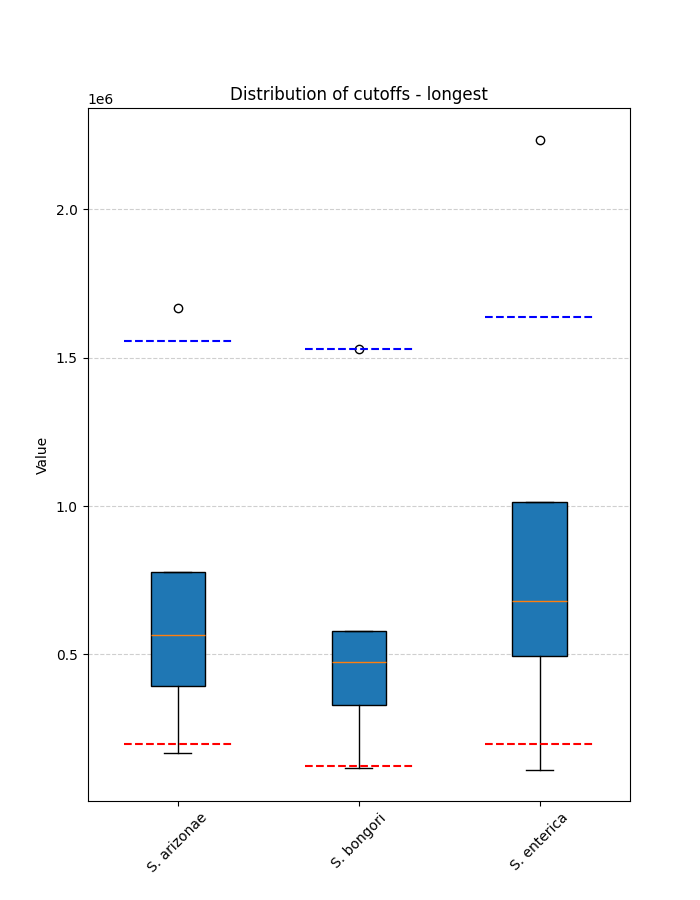 Distribution of cutoffs - longest
1e6
2.0
1.5
1.0
0.5
Value
S. arizonae
S. bongori
S. enterica